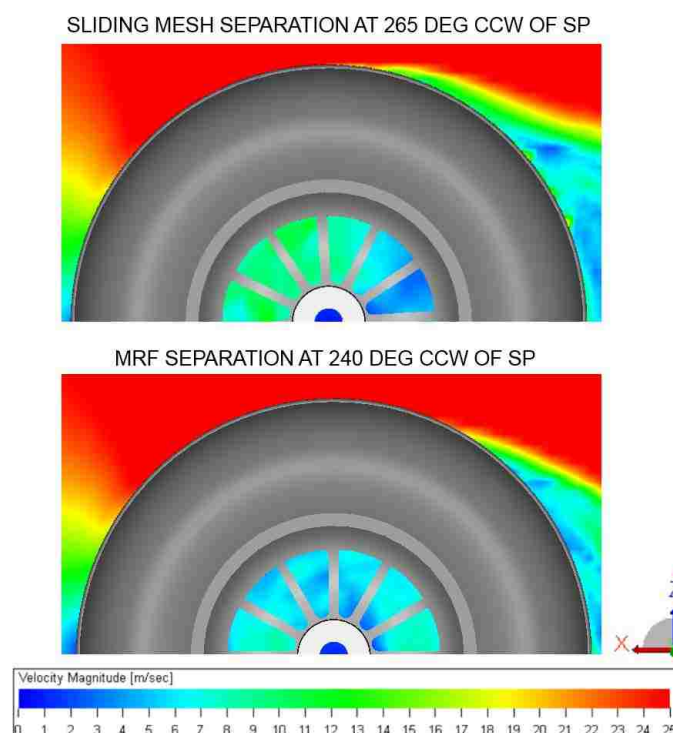 SLIDING MESH SEPARATION AT 265 DEG CCW OF SP
MRF SEPARATION AT 240 DEG CCW OF SP
X
Velocity Magnitude [m/sec]
0 1 2 3 4 5 6 7 8 9 10 11 12 13 14 15 16 17 18 19 20 21 22 23 24 25